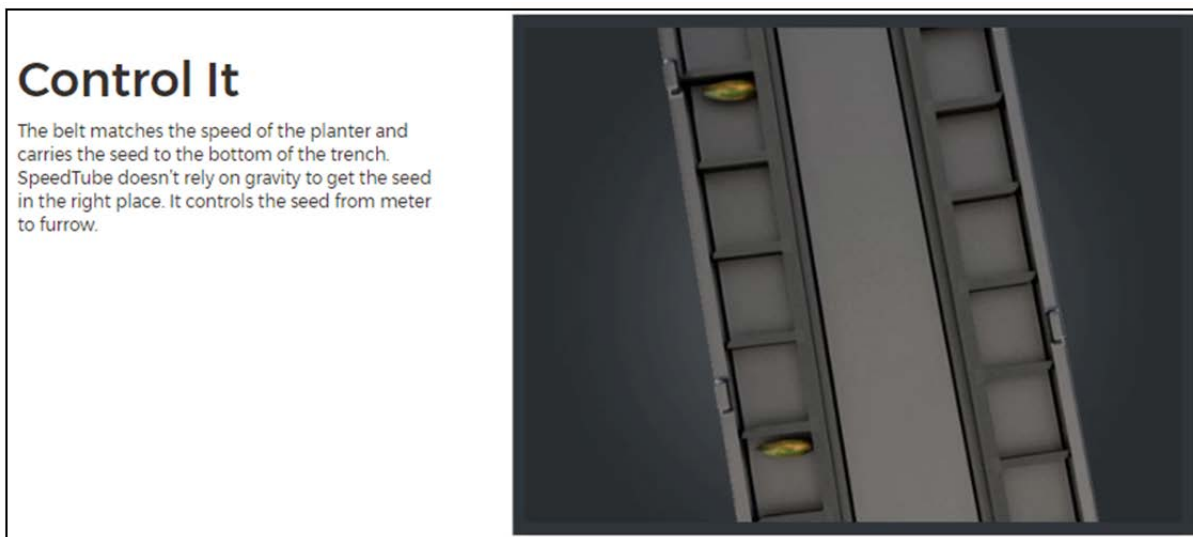 Control It
The belt matches the speed of the planter and
carries the seed to the bottom of the trench.
SpeedTube doesn't rely on gravity to get the seed
in the right place. It controls the seed from meter
to furrow.